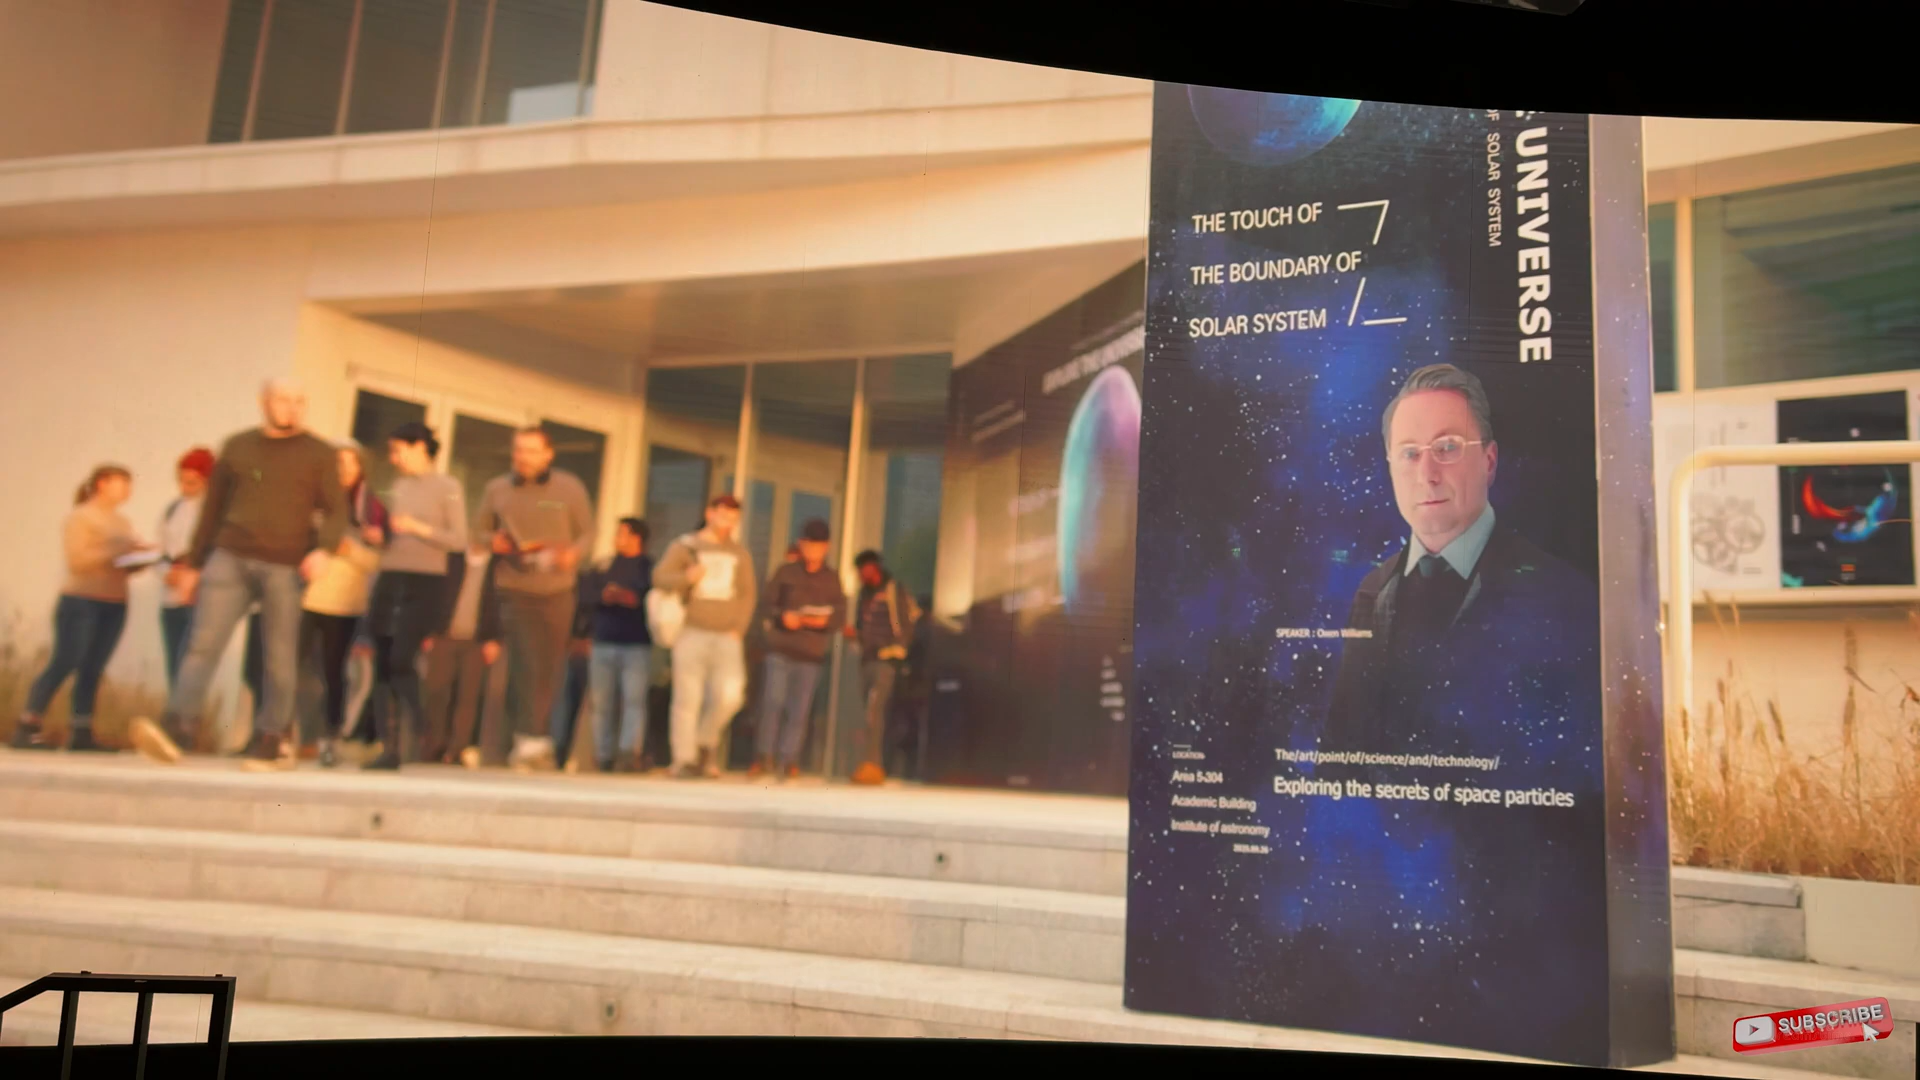 UNIVERSE
OF SOLAR SYSTEM
THE TOUCH OF
THE BOUNDARY OF
SOLAR SYSTEM
SPEAKER : Owen Williams
The/art/point/of/science/and/technology/
Exploring the secrets of space particles
LOCATION
Area 5-304
Academic Building
Institute of astronomy
SUBSCRIBE